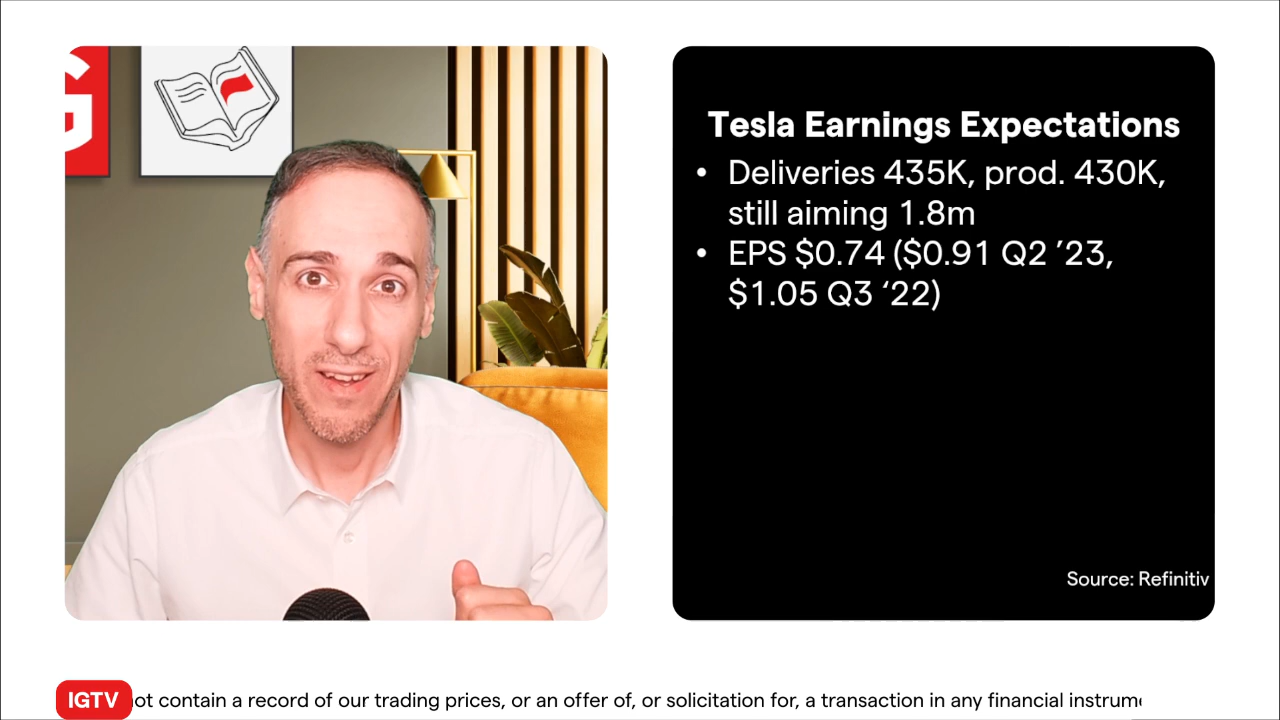 G
Tesla Earnings Expectations
• Deliveries 435K, prod. 430K,
still aiming 1.8m
• EPS $0.74 ($0.91 Q2 ’23,
$1.05 Q3 ‘22)
Source: Refinitiv
IGTV
contain a record of our trading prices, or an offer of, or solicitation for, a transaction in any financial